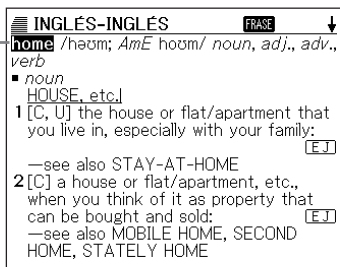 INGLÉS-INGLÉS FRASE
home /həʊm; AmE hoʊm/ noun, adj., adv.,
verb
■ noun
HOUSE, etc.
1 [C, U] the house or flat/apartment that
you live in, especially with your family:
EJ
—see also STAY-AT-HOME
2 [C] a house or flat/apartment, etc.,
when you think of it as property that
can be bought and sold: EJ
—see also MOBILE HOME, SECOND
HOME, STATELY HOME